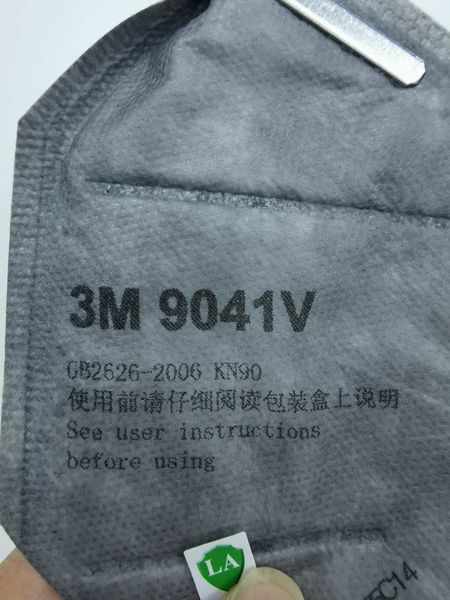 3M 9041V
GB2626-2006 KN90
使用前请仔细阅读包装盒上说明
See user instructions
before using
LA